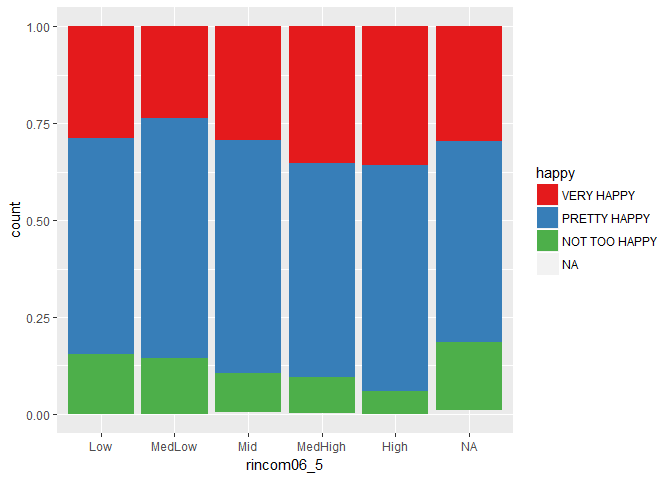 1.00
0.75
0.50
0.25
0.00
count
Low MedLow Mid MedHigh High NA
rincom06_5
happy
VERY HAPPY
PRETTY HAPPY
NOT TOO HAPPY
NA